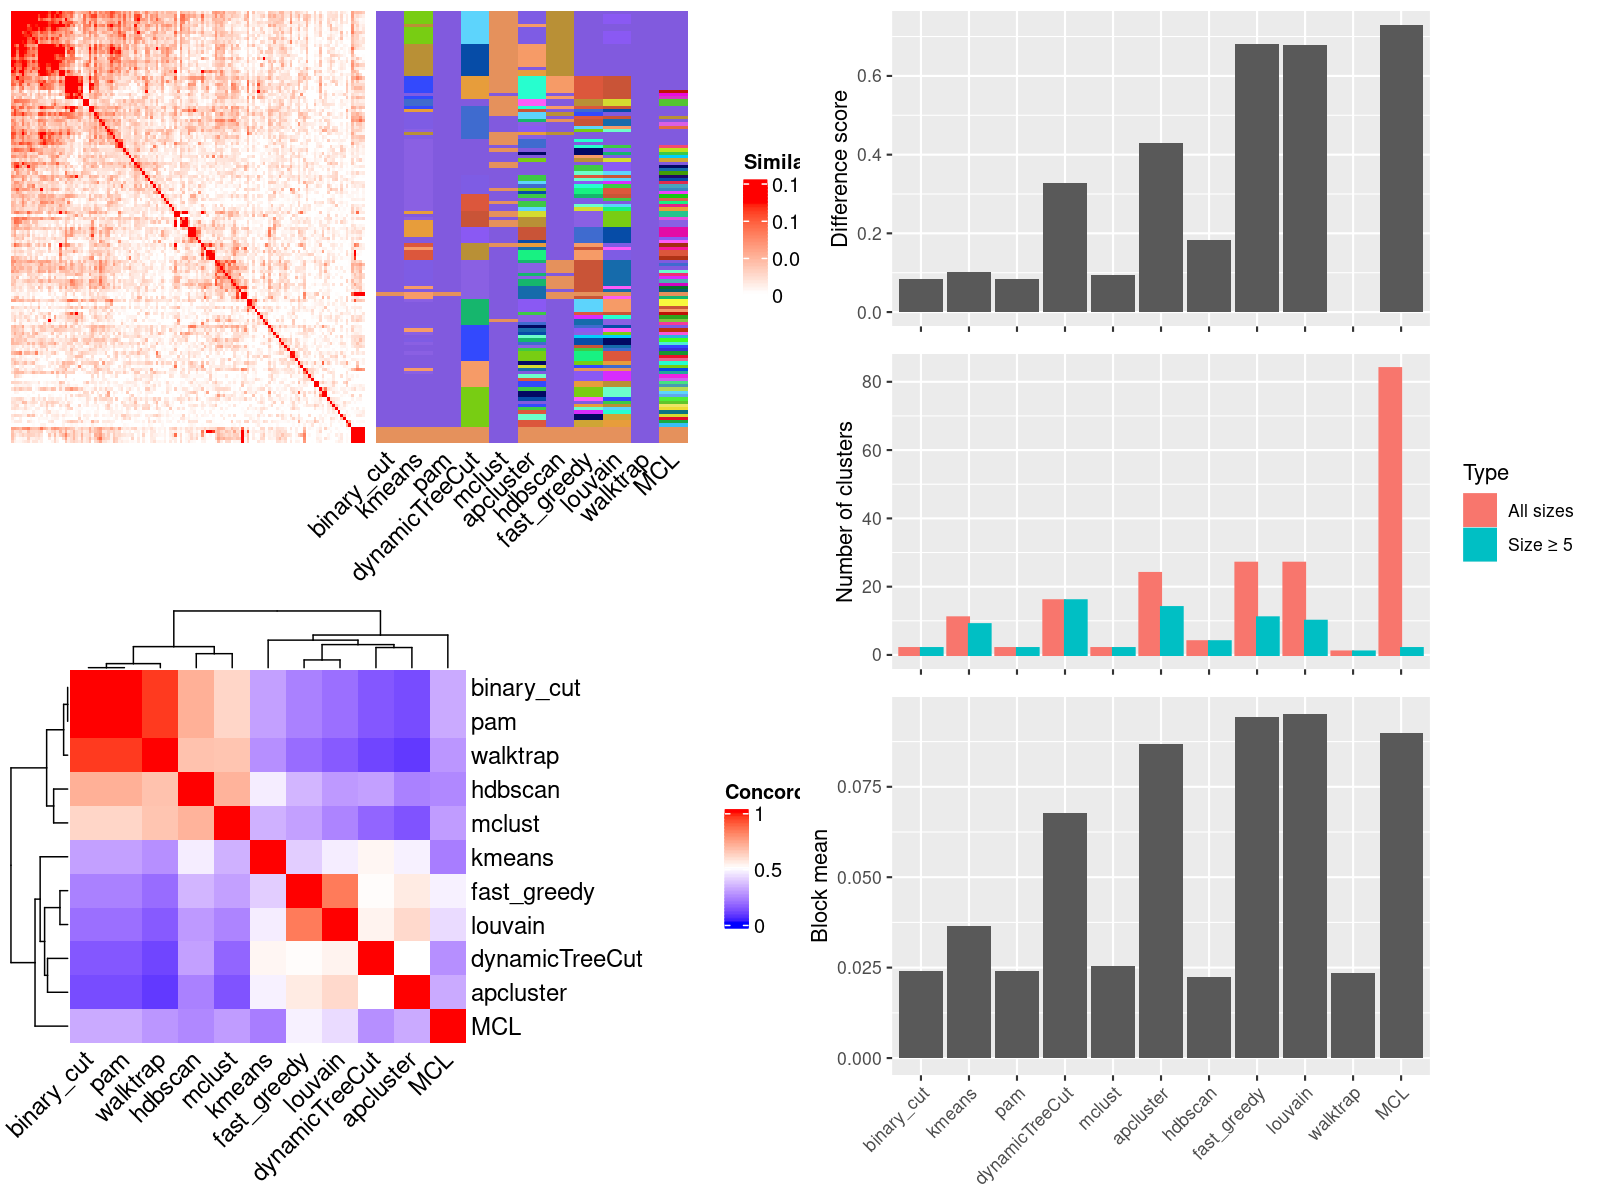 Simila
0.1
0.1
0.0
0
binary_cut
kmeans
pam
dynamicTreeCut
mclust
apcluster
hdbscan
fast_greedy
louvain
walktrap
MCL
binary_cut
pam
walktrap
hdbscan
mclust
kmeans
fast_greedy
louvain
dynamicTreeCut
apcluster
MCL
binary_cut
pam
walktrap
hdbscan
mclust
kmeans
fast_greedy
louvain
dynamicTreeCut
apcluster
MCL
Concord
1
0.5
0
Difference score
0.6
0.4
0.2
0.0
Number of clusters
80
60
40
20
0
Type
All sizes
Size ≥ 5
Block mean
0.075
0.050
0.025
0.000
binary_cut
kmeans
pam
dynamicTreeCut
mclust
apcluster
hdbscan
fast_greedy
louvain
walktrap
MCL